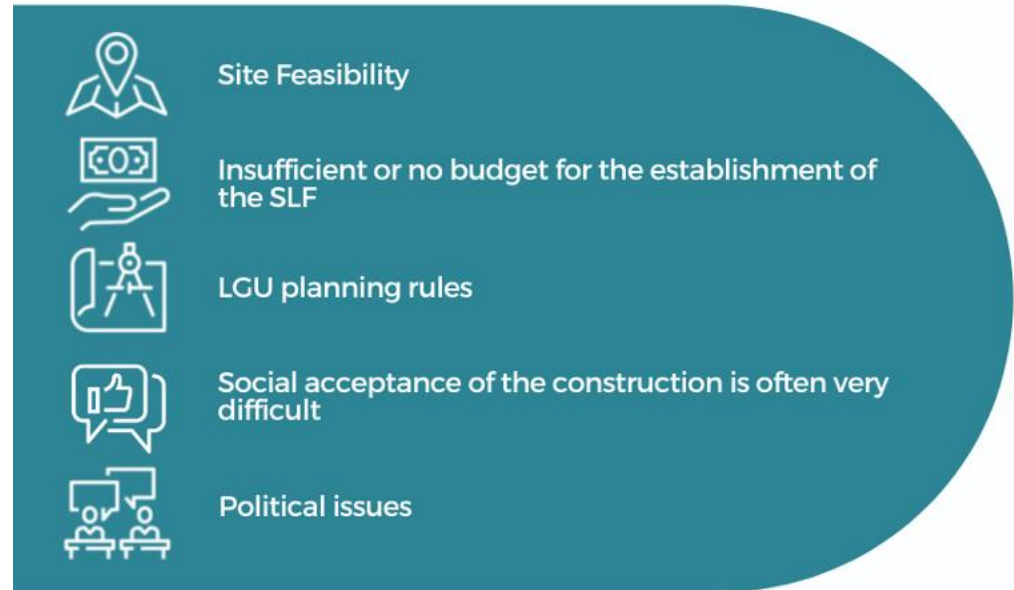 Site Feasibility
Insufficient or no budget for the establishment of
the SLF
LGU planning rules
Social acceptance of the construction is often very
difficult
Political issues